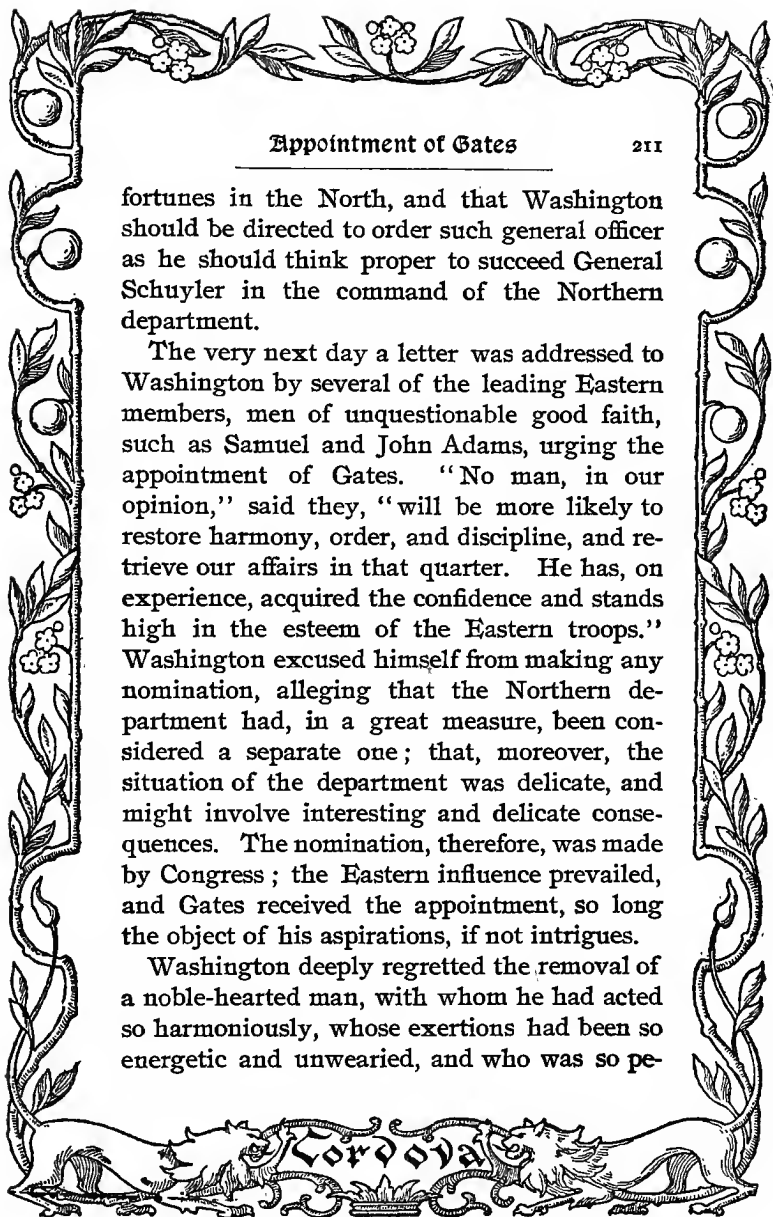 Appointment of Gates 211
fortunes in the North, and that Washington
should be directed to order such general officer
as he should think proper to succeed General
Schuyler in the command of the Northern
department.
The very next day a letter was addressed to
Washington by several of the leading Eastern
members, men of unquestionable good faith,
such as Samuel and John Adams, urging the
appointment of Gates. "No man, in our
opinion," said they, "will be more likely to
restore harmony, order, and discipline, and re-
trieve our affairs in that quarter. He has, on
experience, acquired the confidence and stands
high in the esteem of the Eastern troops."
Washington excused himself from making any
nomination, alleging that the Northern de-
partment had, in a great measure, been con-
sidered a separate one; that, moreover, the
situation of the department was delicate, and
might involve interesting and delicate conse-
quences. The nomination, therefore, was made
by Congress; the Eastern influence prevailed,
and Gates received the appointment, so long
the object of his aspirations, if not intrigues.
Washington deeply regretted the removal of
a noble-hearted man, with whom he had acted
so harmoniously, whose exertions had been so
energetic and unwearied, and who was so pe-
Cordova